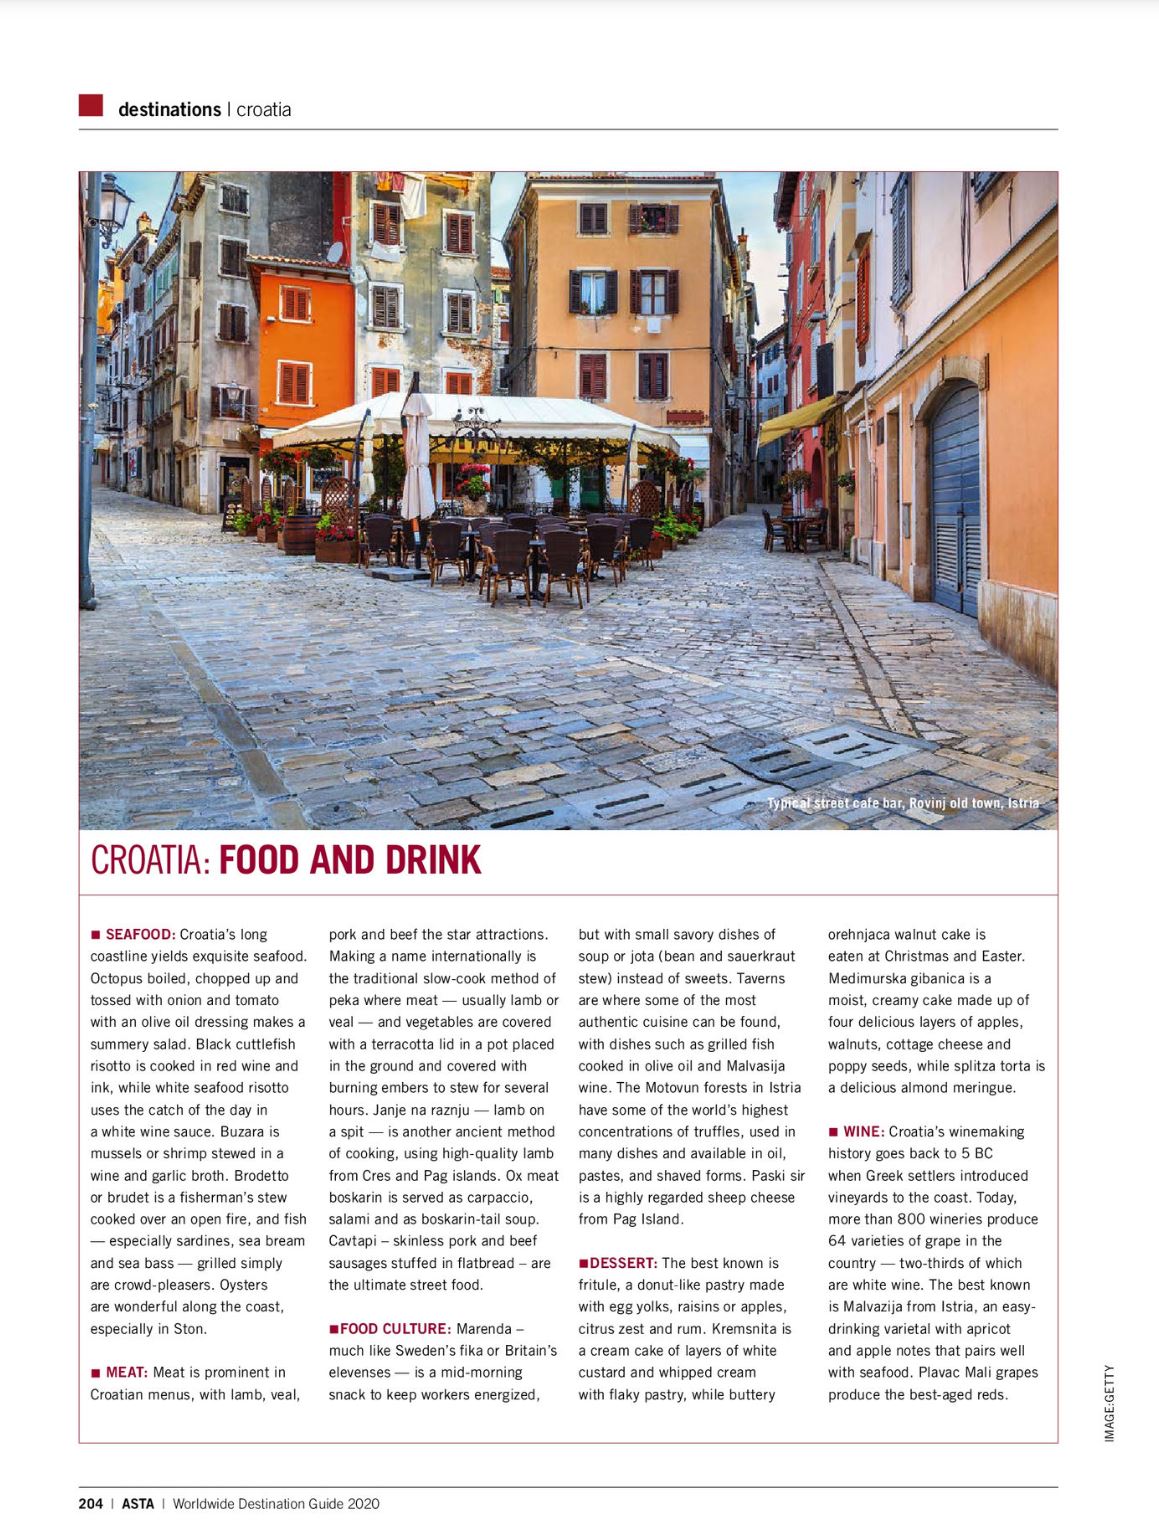 destinations | croatia
Typical street cafe bar, Rovinj old town, Istria
CROATIA: FOOD AND DRINK
■ SEAFOOD: Croatia's long
coastline yields exquisite seafood.
Octopus boiled, chopped up and
tossed with onion and tomato
with an olive oil dressing makes a
summery salad. Black cuttlefish
risotto is cooked in red wine and
ink, while white seafood risotto
uses the catch of the day in
a white wine sauce. Buzara is
mussels or shrimp stewed in a
wine and garlic broth. Brodetto
or brudet is a fisherman's stew
cooked over an open fire, and fish
— especially sardines, sea bream
and sea bass — grilled simply
are crowd-pleasers. Oysters
are wonderful along the coast,
especially in Ston.
■ MEAT: Meat is prominent in
Croatian menus, with lamb, veal,
pork and beef the star attractions.
Making a name internationally is
the traditional slow-cook method of
peka where meat — usually lamb or
veal — and vegetables are covered
with a terracotta lid in a pot placed
in the ground and covered with
burning embers to stew for several
hours. Janje na raznju — lamb on
a spit — is another ancient method
of cooking, using high-quality lamb
from Cres and Pag islands. Ox meat
boskarin is served as carpaccio,
salami and as boskarin-tail soup.
Cavtapi – skinless pork and beef
sausages stuffed in flatbread – are
the ultimate street food.
■FOOD CULTURE: Marenda –
much like Sweden's fika or Britain's
elevenses — is a mid-morning
snack to keep workers energized,
but with small savory dishes of
soup or jota (bean and sauerkraut
stew) instead of sweets. Taverns
are where some of the most
authentic cuisine can be found,
with dishes such as grilled fish
cooked in olive oil and Malvasija
wine. The Motovun forests in Istria
have some of the world's highest
concentrations of truffles, used in
many dishes and available in oil,
pastes, and shaved forms. Paski sir
is a highly regarded sheep cheese
from Pag Island.
■DESSERT: The best known is
fritule, a donut-like pastry made
with egg yolks, raisins or apples,
citrus zest and rum. Kremsnita is
a cream cake of layers of white
custard and whipped cream
with flaky pastry, while buttery
orehnjaca walnut cake is
eaten at Christmas and Easter.
Medimurska gibanica is a
moist, creamy cake made up of
four delicious layers of apples,
walnuts, cottage cheese and
poppy seeds, while splitza torta is
a delicious almond meringue.
■ WINE: Croatia's winemaking
history goes back to 5 BC
when Greek settlers introduced
vineyards to the coast. Today,
more than 800 wineries produce
64 varieties of grape in the
country — two-thirds of which
are white wine. The best known
is Malvazija from Istria, an easy-
drinking varietal with apricot
and apple notes that pairs well
with seafood. Plavac Mali grapes
produce the best-aged reds.
IMAGE:GETTY
204 | ASTA | Worldwide Destination Guide 2020